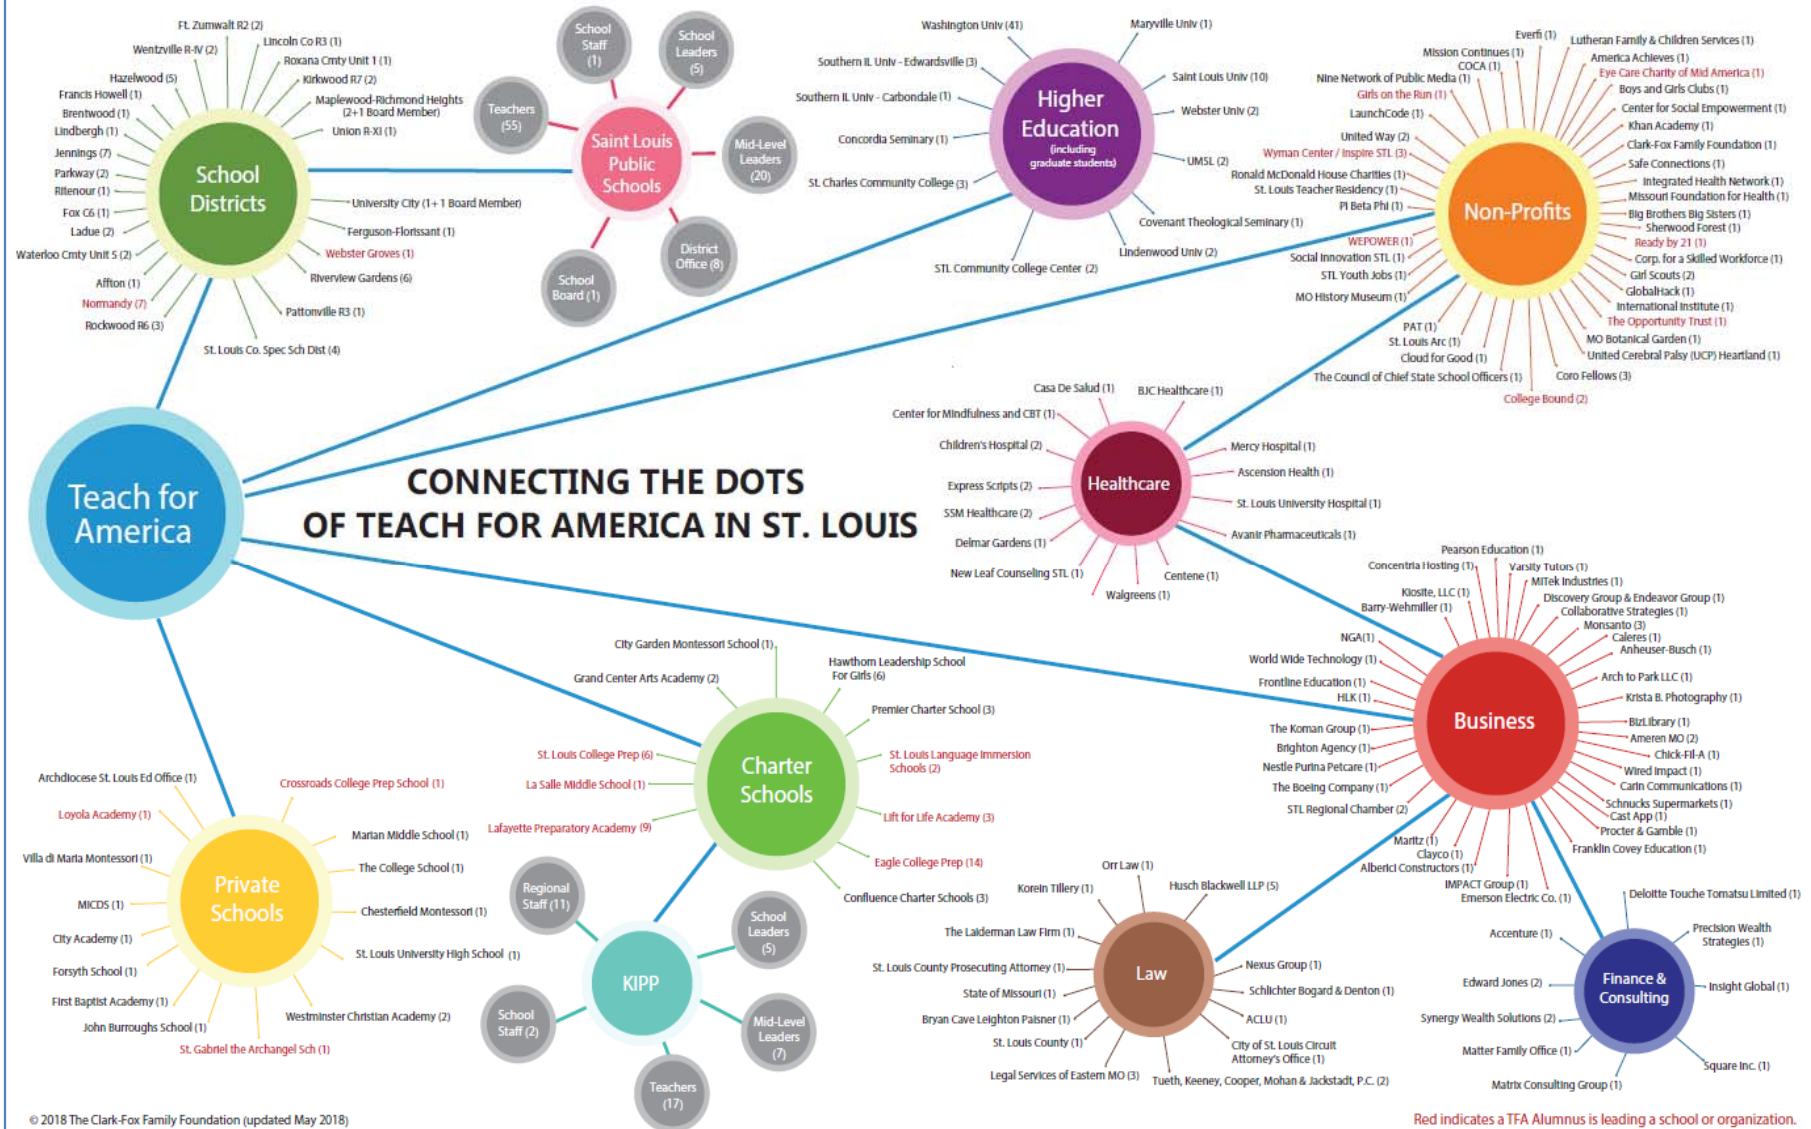 CONNECTING THE DOTS
OF TEACH FOR AMERICA IN ST. LOUIS
Teach for
America
School
Districts
Ft. Zumwalt R2 (2)
Lincoln Co R3 (1)
Wentzville R-IV (2)
Roxana Cmty Unit 1 (1)
Hazelwood (5)
Kirkwood R7 (2)
Francis Howell (1)
Maplewood-Richmond Heights
(2+1 Board Member)
Brentwood (1)
Lindbergh (1)
Union R-XI (1)
Jennings (7)
Parkway (2)
Ritenour (1)
University City (1+1 Board Member)
Fox C6 (1)
Ladue (2)
Ferguson-Florissant (1)
Waterloo Cmty Unit 5 (2)
Webster Groves (1)
Affton (1)
Riverview Gardens (6)
Normandy (7)
Pattonville R3 (1)
Rockwood R6 (3)
St. Louis Co. Spec Sch Dist (4)
Saint Louis
Public
Schools
School
Staff
(1)
School
Leaders
(5)
Teachers
(55)
Mid-Level
Leaders
(20)
School
Board (1)
District
Office (8)
Higher
Education
(including
graduate students)
Washington Univ (41)
Maryville Univ (1)
Southern IL Univ - Edwardsville (3)
Saint Louis Univ (10)
Southern IL Univ - Carbondale (1)
Webster Univ (2)
Concordia Seminary (1)
UMSL (2)
St. Charles Community College (3)
Covenant Theological Seminary (1)
Lindenwood Univ (2)
STL Community College Center (2)
Non-Profits
Everfi (1)
Lutheran Family & Children Services (1)
Mission Continues (1)
America Achieves (1)
COCA (1)
Eye Care Charity of Mid America (1)
Nine Network of Public Media (1)
Boys and Girls Clubs (1)
Girls on the Run (1)
Center for Social Empowerment (1)
LaunchCode (1)
Khan Academy (1)
United Way (2)
Clark-Fox Family Foundation (1)
Wyman Center / Inspire STL (3)
Safe Connections (1)
Ronald McDonald House Charities (1)
Integrated Health Network (1)
St. Louis Teacher Residency (1)
Missouri Foundation for Health (1)
Pi Beta Phi (1)
Big Brothers Big Sisters (1)
Sherwood Forest (1)
WEPOWER (1)
Ready by 21 (1)
Social Innovation STL (1)
Corp. for a Skilled Workforce (1)
STL Youth Jobs (1)
Girl Scouts (2)
MO History Museum (1)
GlobalHack (1)
International Institute (1)
The Opportunity Trust (1)
PAT (1)
MO Botanical Garden (1)
St. Louis Arc (1)
United Cerebral Palsy (UCP) Heartland (1)
Cloud for Good (1)
The Council of Chief State School Officers (1)
Coro Fellows (3)
College Bound (2)
Healthcare
Casa De Salud (1)
BJC Healthcare (1)
Center for Mindfulness and CBT (1)
Children's Hospital (2)
Mercy Hospital (1)
Ascension Health (1)
Express Scripts (2)
St. Louis University Hospital (1)
SSM Healthcare (2)
Avanir Pharmaceuticals (1)
Delmar Gardens (1)
New Leaf Counseling STL (1)
Centene (1)
Walgreens (1)
Business
Pearson Education (1)
Concentria Hosting (1)
Varsity Tutors (1)
MiTek Industries (1)
Kiosite, LLC (1)
Discovery Group & Endeavor Group (1)
Barry-Wehmiller (1)
Collaborative Strategies (1)
Monsanto (3)
NGA(1)
Caleres (1)
Anheuser-Busch (1)
World Wide Technology (1)
Arch to Park LLC (1)
Frontline Education (1)
HLK (1)
Krista B. Photography (1)
The Koman Group (1)
BizLibrary (1)
Ameren MO (2)
Brighton Agency (1)
Chick-Fil-A (1)
Nestle Purina Petcare (1)
Wired Impact (1)
The Boeing Company (1)
Carin Communications (1)
STL Regional Chamber (2)
Schnucks Supermarkets (1)
Cast App (1)
Maritz (1)
Procter & Gamble (1)
Clayco (1)
Franklin Covey Education (1)
Alberici Constructors (1)
IMPACT Group (1)
Emerson Electric Co. (1)
Charter
Schools
City Garden Montessori School (1)
Hawthorn Leadership School
For Girls (6)
Grand Center Arts Academy (2)
Premier Charter School (3)
St. Louis College Prep (6)
St. Louis Language Immersion
Schools (2)
La Salle Middle School (1)
Lafayette Preparatory Academy (9)
Lift for Life Academy (3)
Eagle College Prep (14)
Confluence Charter Schools (3)
Private
Schools
Archdiocese St. Louis Ed Office (1)
Crossroads College Prep School (1)
Loyola Academy (1)
Marian Middle School (1)
Villa di Maria Montessori (1)
The College School (1)
MICDS (1)
Chesterfield Montessori (1)
City Academy (1)
St. Louis University High School (1)
Forsyth School (1)
First Baptist Academy (1)
Westminster Christian Academy (2)
John Burroughs School (1)
St. Gabriel the Archangel Sch (1)
KIPP
Regional
Staff (11)
School
Leaders
(5)
School
Staff (2)
Mid-Level
Leaders
(7)
Teachers
(17)
Law
Orr Law (1)
Korein Tillery (1)
Husch Blackwell LLP (5)
The Laiderman Law Firm (1)
St. Louis County Prosecuting Attorney (1)
Nexus Group (1)
State of Missouri (1)
Schlichter Bogard & Denton (1)
Bryan Cave Leighton Paisner (1)
ACLU (1)
St. Louis County (1)
City of St. Louis Circuit
Attorney's Office (1)
Legal Services of Eastern MO (3)
Tueth, Keeney, Cooper, Mohan & Jackstadt, P.C. (2)
Finance &
Consulting
Deloitte Touche Tomatsu Limited (1)
Accenture (1)
Precision Wealth
Strategies (1)
Edward Jones (2)
Insight Global (1)
Synergy Wealth Solutions (2)
Matter Family Office (1)
Square Inc. (1)
Matrix Consulting Group (1)
© 2018 The Clark-Fox Family Foundation (updated May 2018)
Red indicates a TFA Alumnus is leading a school or organization.